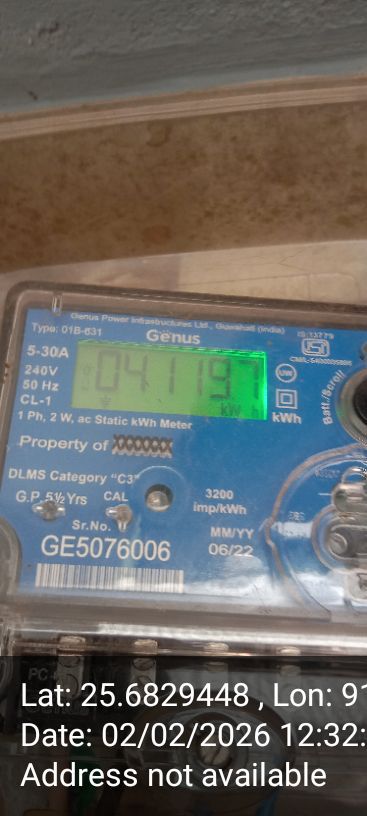 Genus Power Infrastructures Ltd., Guwahati (India)
Type: 01B-631
Genus
IS:13779
5-30A
240V
50 Hz
CL-1
kW h
UW
kWh
Batt./Scroll
1 Ph, 2 W, ac Static kWh Meter
Property of
DLMS Category "C3"
G.P. 5½ Yrs
CAL
3200
imp/kWh
Sr.No.
GE5076006
MM/YY
06/22
Lat: 25.6829448 , Lon: 91
Date: 02/02/2026 12:32:
Address not available